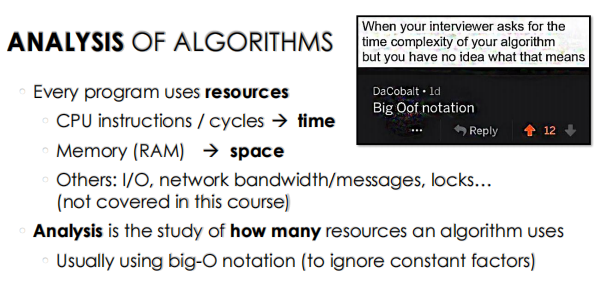 ANALYSIS OF ALGORITHMS
When your interviewer asks for the
time complexity of your algorithm
but you have no idea what that means
DaCobalt • 1d
Big Oof notation
... Reply 12
Every program uses resources
CPU instructions / cycles → time
Memory (RAM) → space
Others: I/O, network bandwidth/messages, locks…
(not covered in this course)
Analysis is the study of how many resources an algorithm uses
Usually using big-O notation (to ignore constant factors)